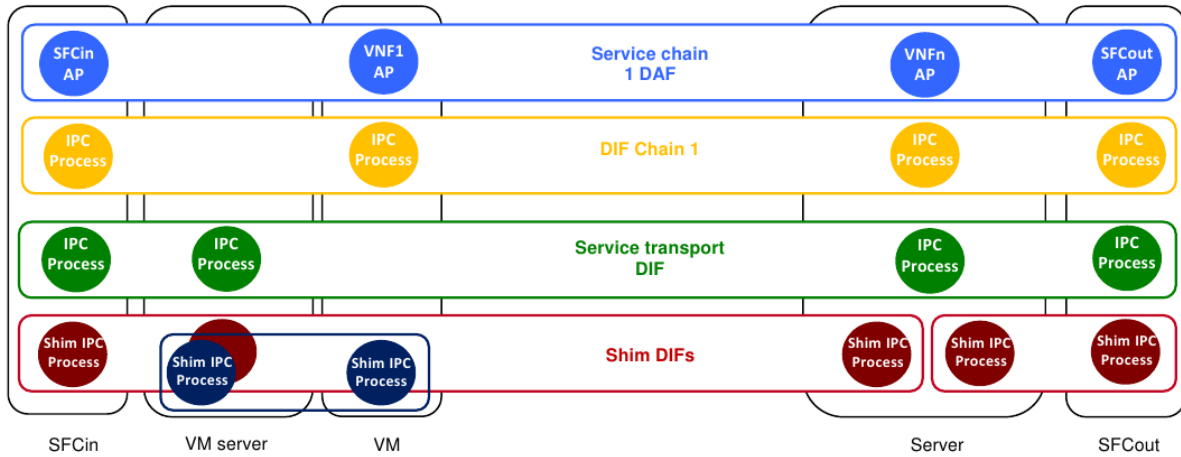 SFCin
AP
VNF1
AP
Service chain
1 DAF
VNFn
AP
SFCout
AP
IPC
Process
IPC
Process
DIF Chain 1
IPC
Process
IPC
Process
IPC
Process
IPC
Process
Service transport
DIF
IPC
Process
IPC
Process
Shim IPC
Process
Shim IPC
Process
Shim IPC
Process
Shim DIFs
Shim IPC
Process
Shim IPC
Process
Shim IPC
Process
SFCin
VM server
VM
Server
SFCout